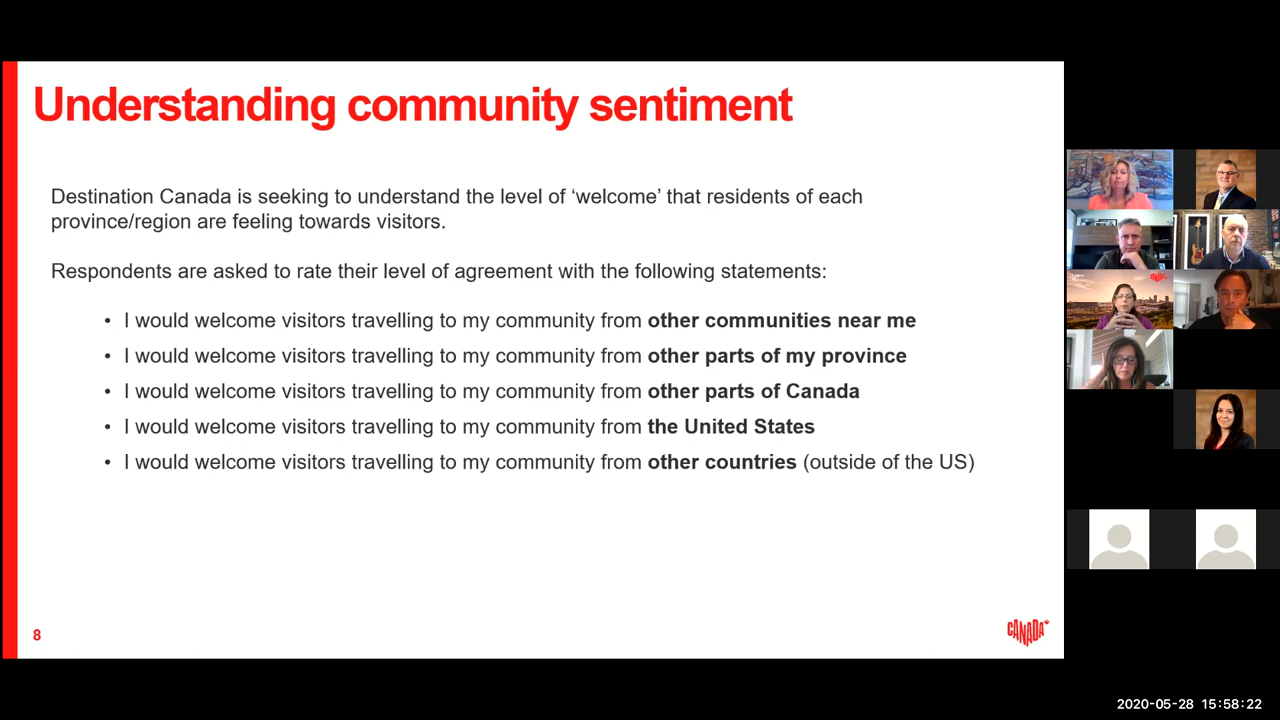 Understanding community sentiment
Destination Canada is seeking to understand the level of ‘welcome’ that residents of each
province/region are feeling towards visitors.
Respondents are asked to rate their level of agreement with the following statements:
• I would welcome visitors travelling to my community from other communities near me
• I would welcome visitors travelling to my community from other parts of my province
• I would welcome visitors travelling to my community from other parts of Canada
• I would welcome visitors travelling to my community from the United States
• I would welcome visitors travelling to my community from other countries (outside of the US)
8
CANADA
2020-05-28 15:58:22